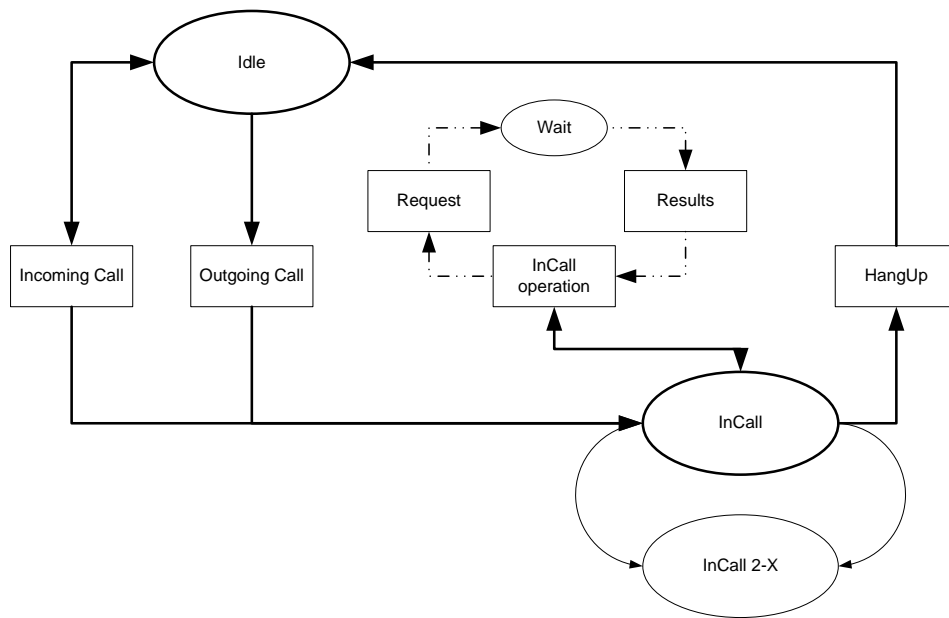 Idle
Wait
Request
Results
Incoming Call
Outgoing Call
InCall
operation
HangUp
InCall
InCall 2-X